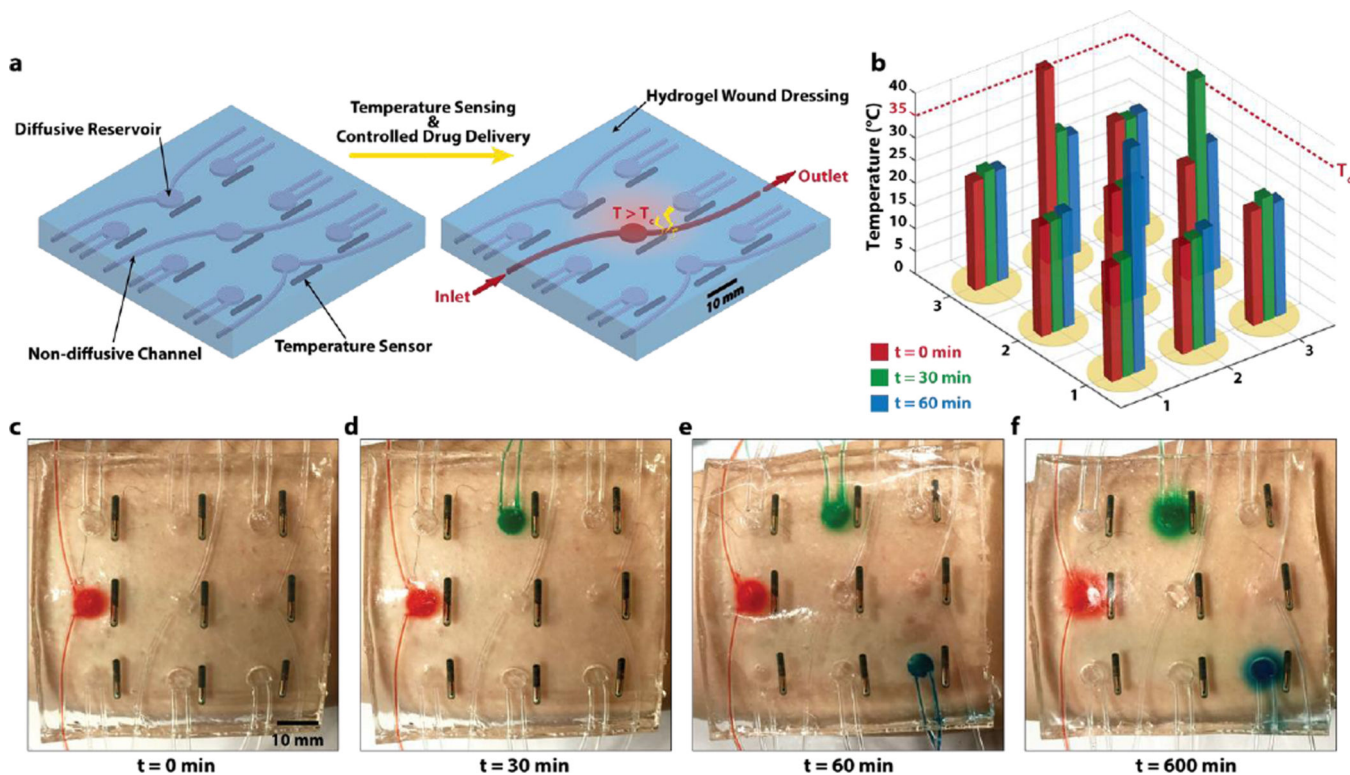 a
Diffusive Reservoir
Temperature Sensing
&
Controlled Drug Delivery
Hydrogel Wound Dressing
Outlet
T > Tc
Inlet
10 mm
Non-diffusive Channel
Temperature Sensor
b
Temperature (°C)
40
35
30
25
20
15
10
5
0
Tc
3
2
1
1
2
3
t = 0 min
t = 30 min
t = 60 min
c
d
e
f
10 mm
t = 0 min
t = 30 min
t = 60 min
t = 600 min